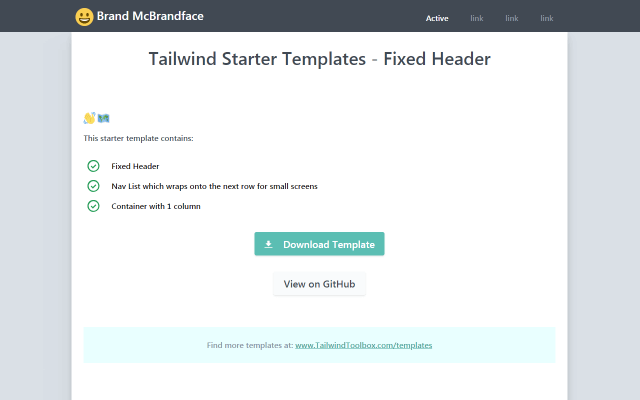 Brand McBrandface
Active link link link
Tailwind Starter Templates - Fixed Header
This starter template contains:
Fixed Header
Nav List which wraps onto the next row for small screens
Container with 1 column
Download Template
View on GitHub
Find more templates at: www.TailwindToolbox.com/templates